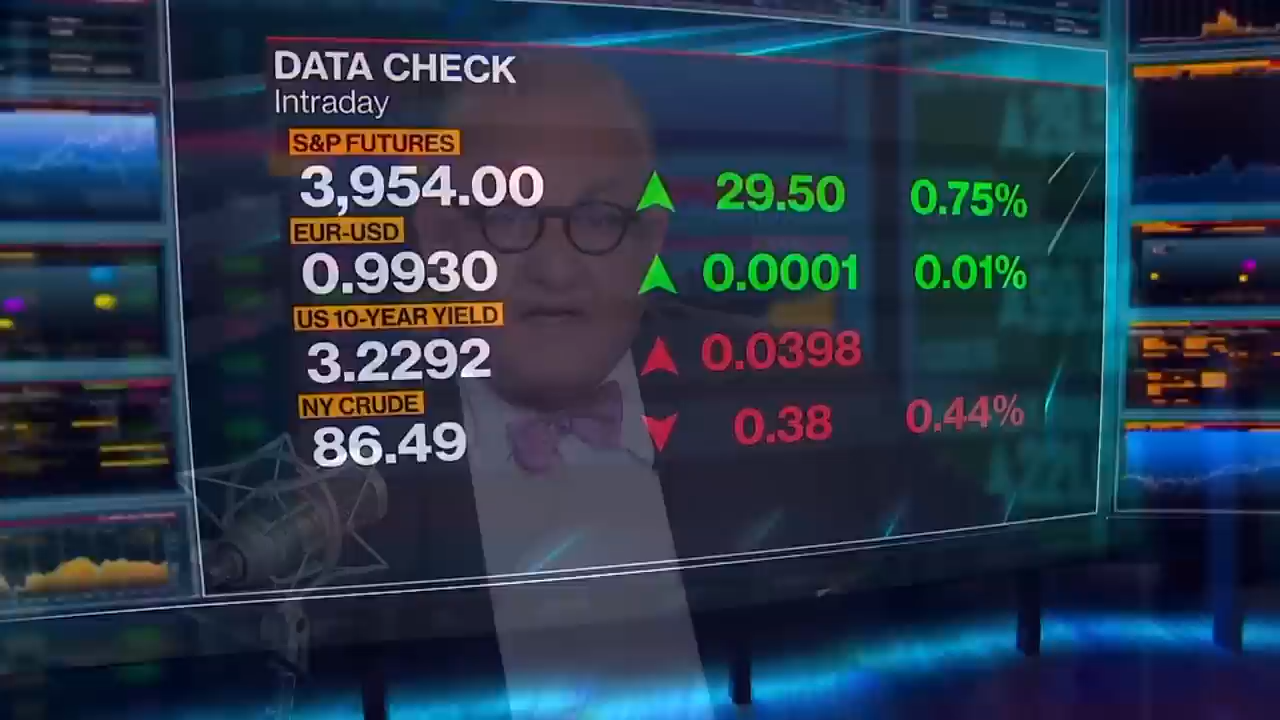 DATA CHECK
Intraday
S&P FUTURES
3,954.00 29.50 0.75%
EUR-USD
0.9930 0.0001 0.01%
US 10-YEAR YIELD
3.2292 0.0398
NY CRUDE
86.49 0.38 0.44%